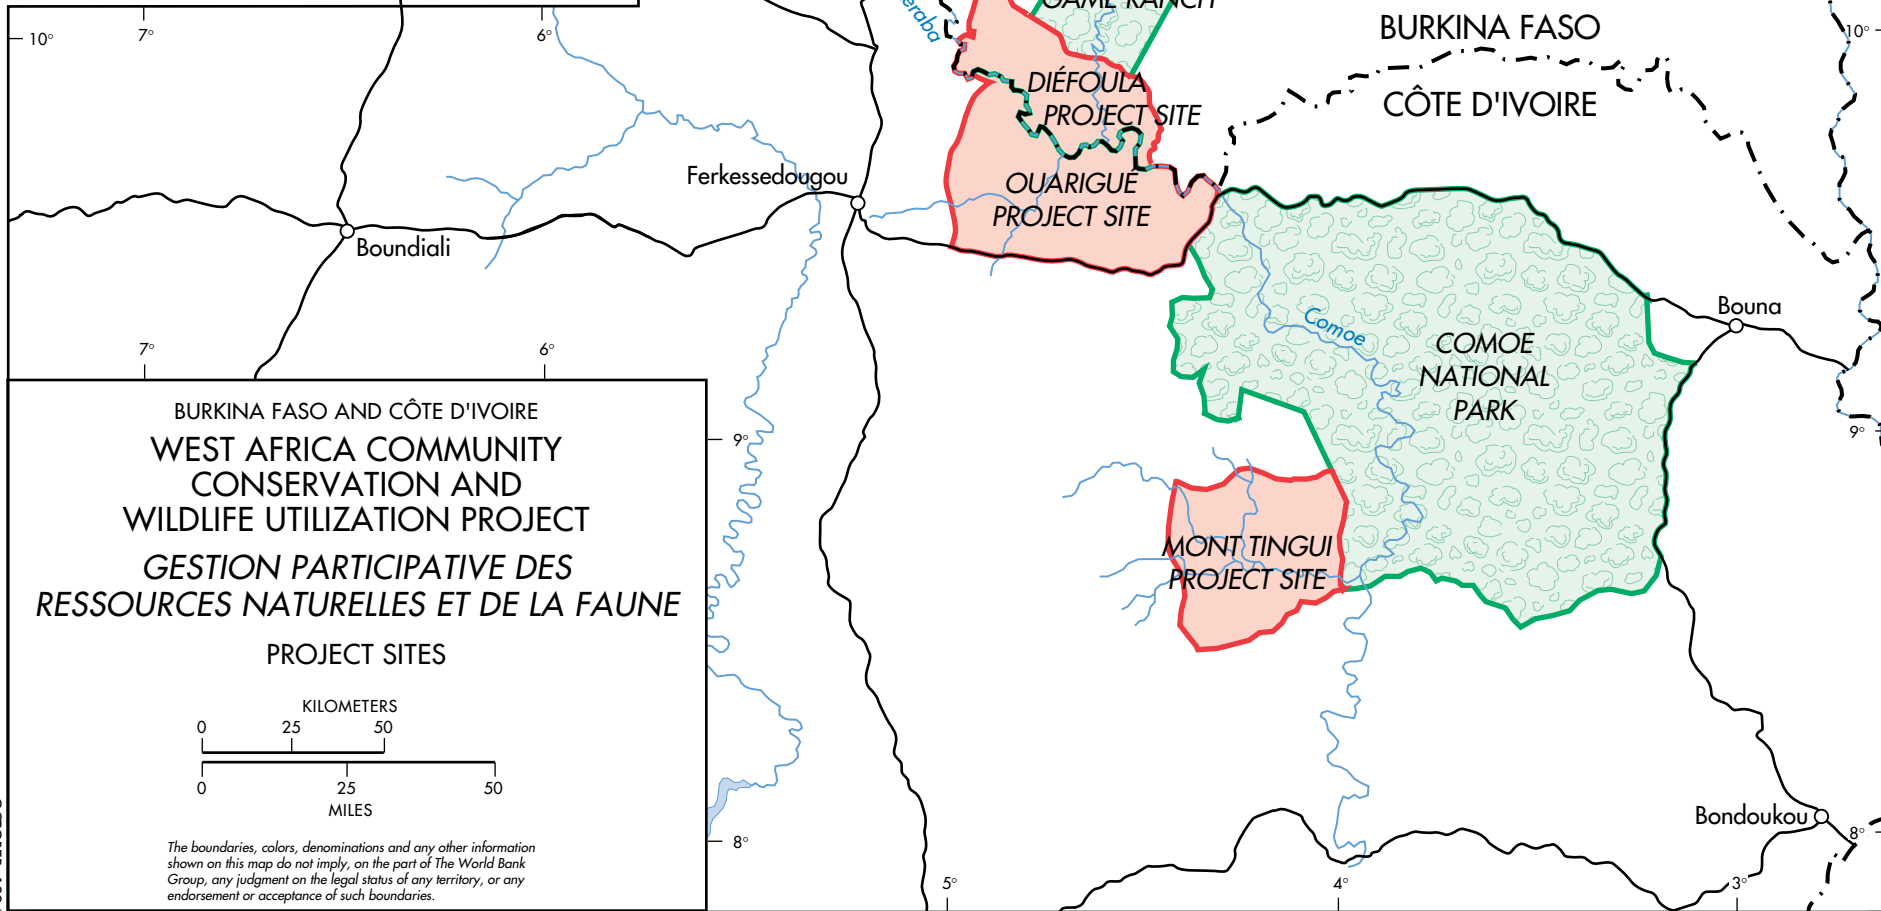 GAME RANCH
BURKINA FASO
10°
7°
6°
10°
CÔTE D'IVOIRE
DIÉFOULA
PROJECT SITE
Ferkessedougou
OUARIGUÉ
PROJECT SITE
Boundiali
Bouna
Comoe
COMOE
NATIONAL
PARK
7°
6°
9°
9°
BURKINA FASO AND CÔTE D'IVOIRE
WEST AFRICA COMMUNITY
CONSERVATION AND
WILDLIFE UTILIZATION PROJECT
GESTION PARTICIPATIVE DES
RESSOURCES NATURELLES ET DE LA FAUNE
PROJECT SITES
MONT TINGUI
PROJECT SITE
KILOMETERS
0 25 50
0 25 50
MILES
The boundaries, colors, denominations and any other information
shown on this map do not imply, on the part of The World Bank
Group, any judgment on the legal status of any territory, or any
endorsement or acceptance of such boundaries.
Bondoukou
8°
8°
5°
4°
3°